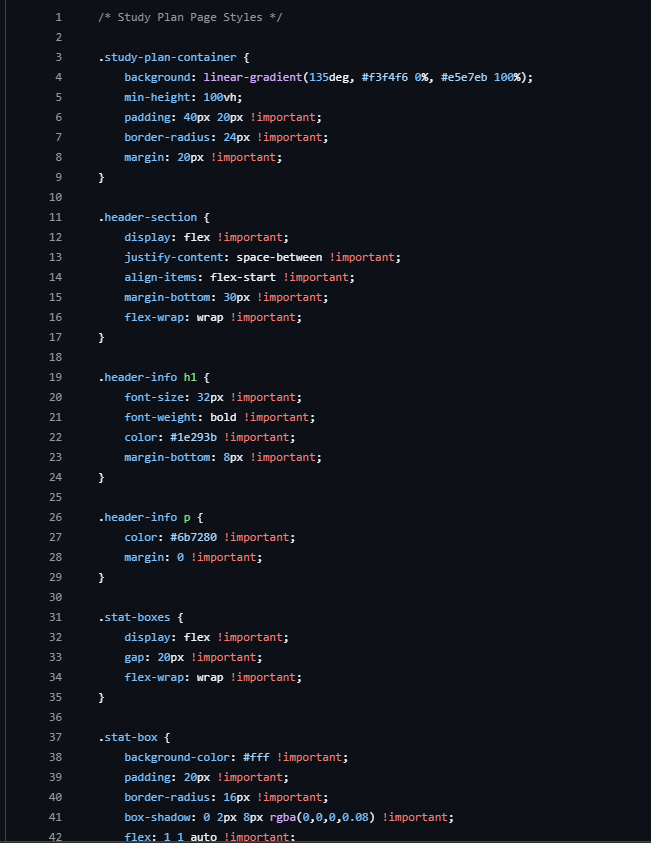 1 /* Study Plan Page Styles */
2
3 .study-plan-container {
4 background: linear-gradient(135deg, #f3f4f6 0%, #e5e7eb 100%);
5 min-height: 100vh;
6 padding: 40px 20px !important;
7 border-radius: 24px !important;
8 margin: 20px !important;
9 }
10
11 .header-section {
12 display: flex !important;
13 justify-content: space-between !important;
14 align-items: flex-start !important;
15 margin-bottom: 30px !important;
16 flex-wrap: wrap !important;
17 }
18
19 .header-info h1 {
20 font-size: 32px !important;
21 font-weight: bold !important;
22 color: #1e293b !important;
23 margin-bottom: 8px !important;
24 }
25
26 .header-info p {
27 color: #6b7280 !important;
28 margin: 0 !important;
29 }
30
31 .stat-boxes {
32 display: flex !important;
33 gap: 20px !important;
34 flex-wrap: wrap !important;
35 }
36
37 .stat-box {
38 background-color: #fff !important;
39 padding: 20px !important;
40 border-radius: 16px !important;
41 box-shadow: 0 2px 8px rgba(0,0,0,0.08) !important;
42 flex: 1 1 auto !important;